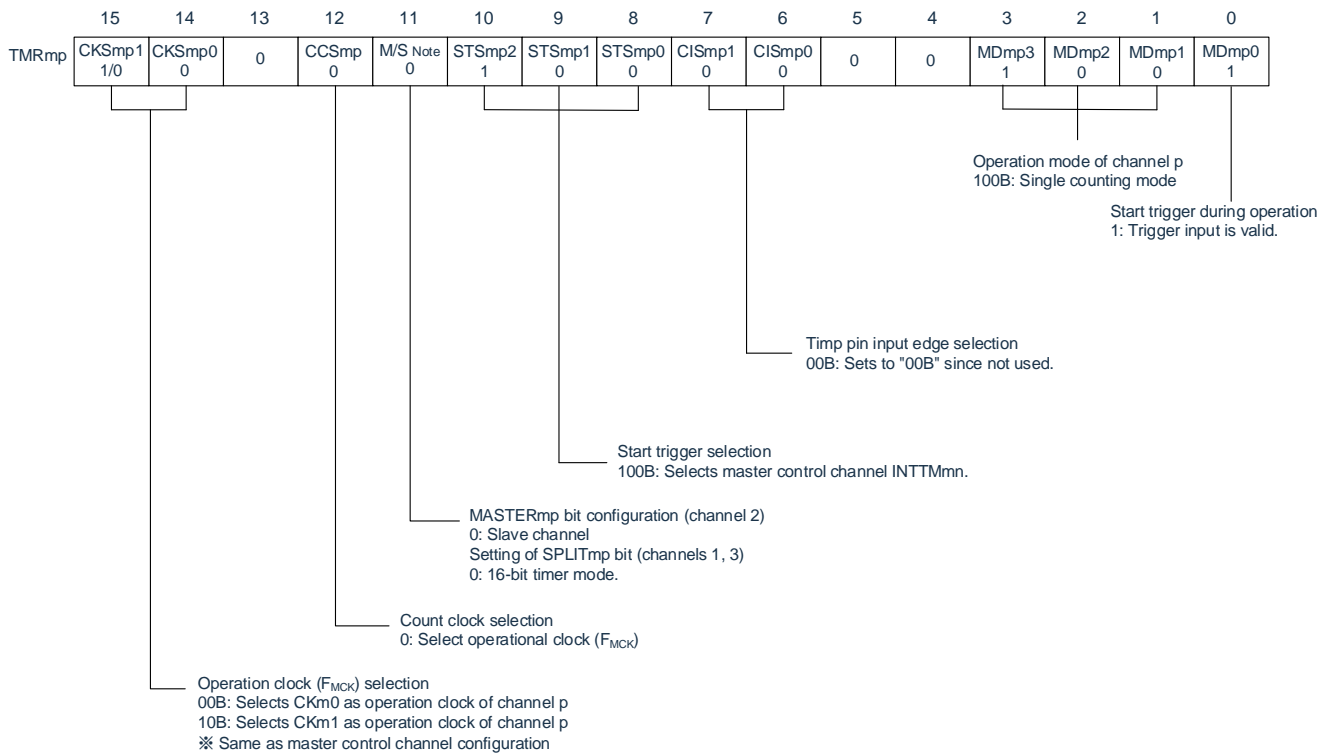 15 14 13 12 11 10 9 8 7 6 5 4 3 2 1 0
TMRmp CKSmp1 CKSmp0 0 CCSmp M/S Note STSmp2 STSmp1 STSmp0 CISmp1 CISmp0 0 0 MDmp3 MDmp2 MDmp1 MDmp0
1/0 0 0 0 1 0 0 0 0 1 0 0 1
Operation mode of channel p
100B: Single counting mode
Start trigger during operation
1: Trigger input is valid.
Timp pin input edge selection
00B: Sets to "00B" since not used.
Start trigger selection
100B: Selects master control channel INTTMmn.
MASTERmp bit configuration (channel 2)
0: Slave channel
Setting of SPLITmp bit (channels 1, 3)
0: 16-bit timer mode.
Count clock selection
0: Select operational clock (FMCK)
Operation clock (FMCK) selection
00B: Selects CKm0 as operation clock of channel p
10B: Selects CKm1 as operation clock of channel p
※ Same as master control channel configuration